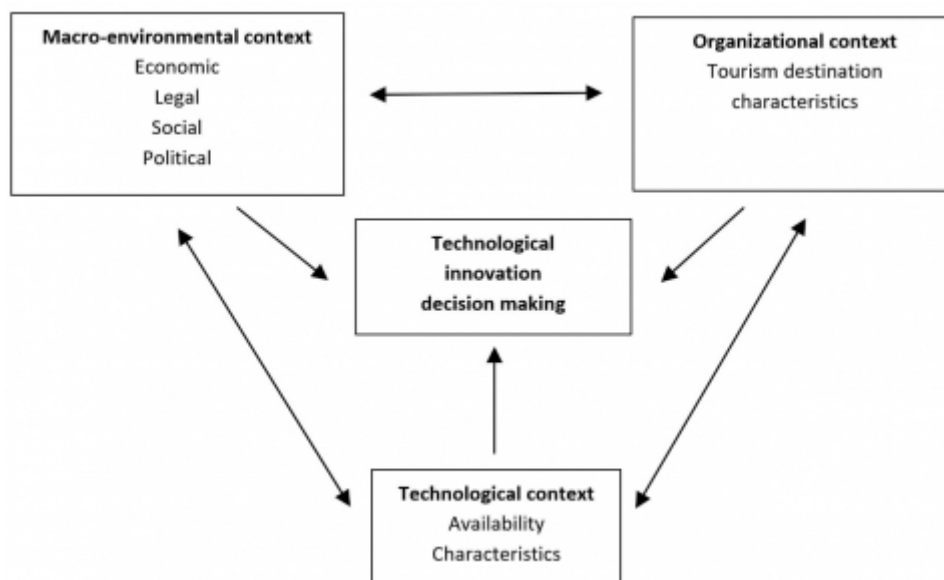 Macro-environmental context
Economic
Legal
Social
Political
Organizational context
Tourism destination
characteristics
Technological
innovation
decision making
Technological context
Availability
Characteristics